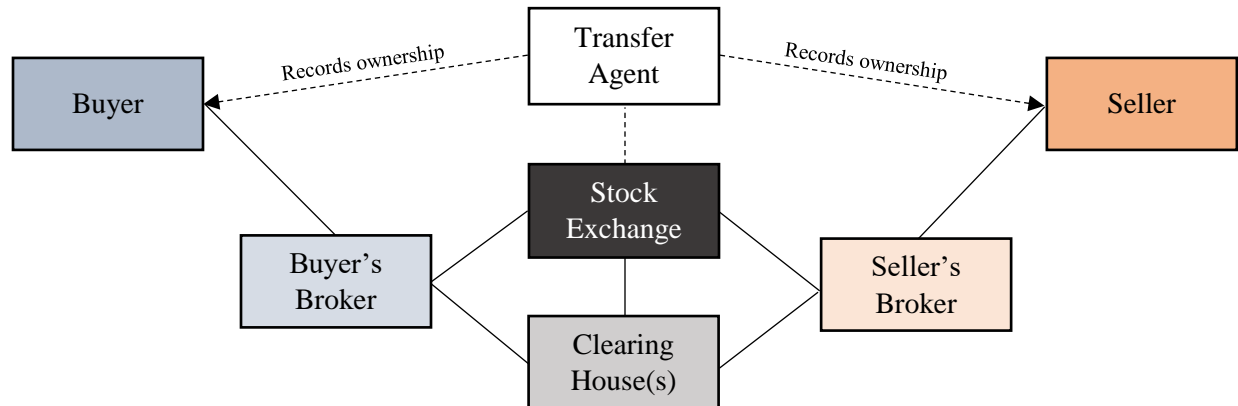 Transfer
Agent
Records ownership
Records ownership
Buyer
Seller
Stock
Exchange
Buyer’s
Broker
Seller’s
Broker
Clearing
House(s)